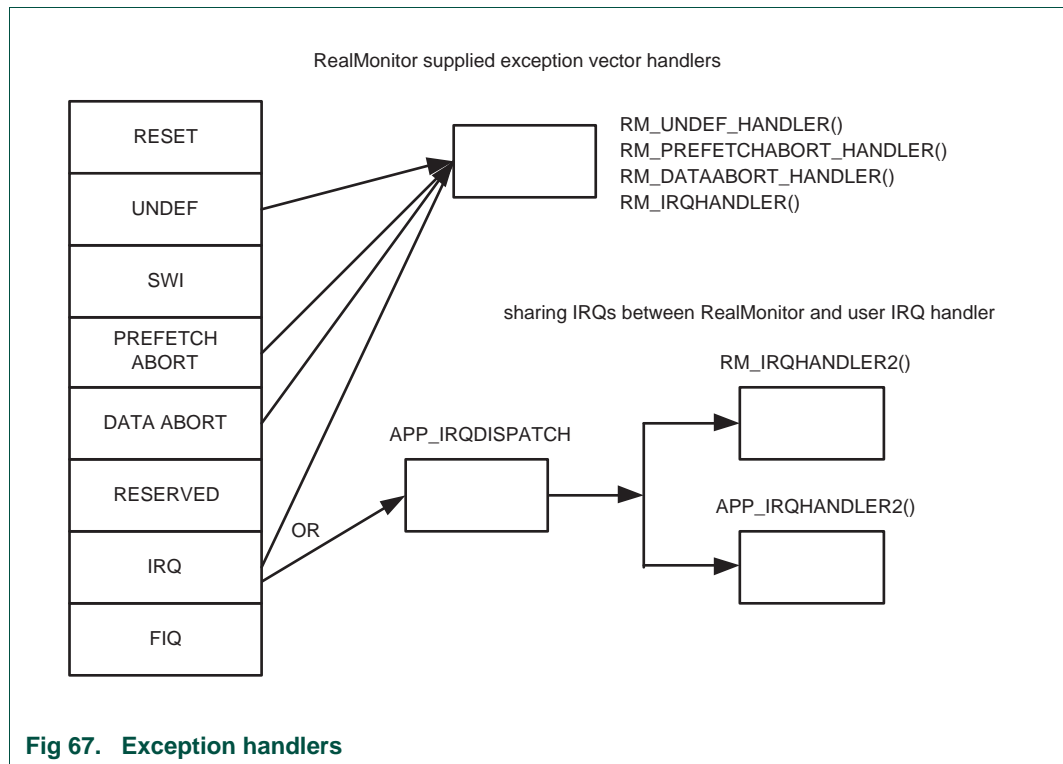 RealMonitor supplied exception vector handlers
RESET
UNDEF
SWI
PREFETCH
ABORT
DATA ABORT
RESERVED
IRQ
FIQ
RM_UNDEF_HANDLER()
RM_PREFETCHABORT_HANDLER()
RM_DATAABORT_HANDLER()
RM_IRQHANDLER()
sharing IRQs between RealMonitor and user IRQ handler
RM_IRQHANDLER2()
APP_IRQDISPATCH
APP_IRQHANDLER2()
OR
Fig 67. Exception handlers